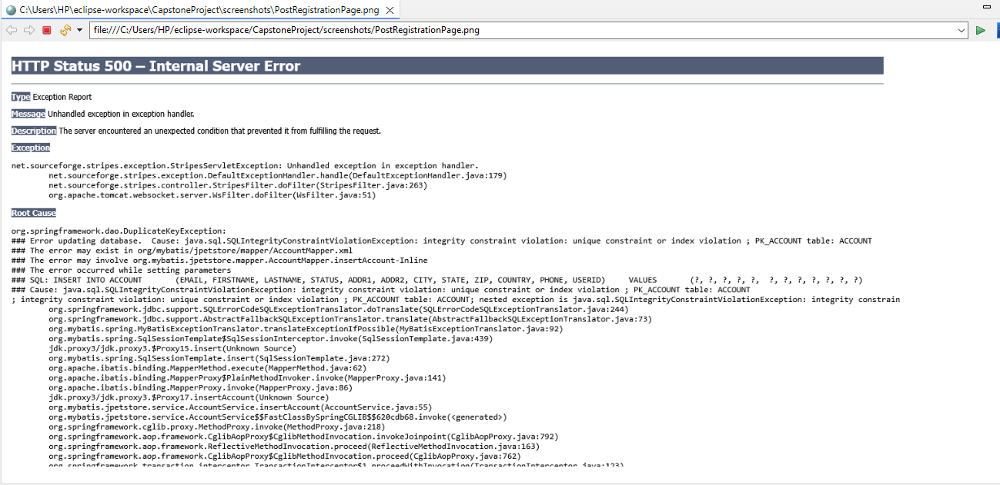 C:\Users\HP\eclipse-workspace\CapstoneProject\screenshots\PostRegistrationPage.png
file:///C:/Users/HP/eclipse-workspace/CapstoneProject/screenshots/PostRegistrationPage.png
HTTP Status 500 – Internal Server Error
Type Exception Report
Message Unhandled exception in exception handler.
Description The server encountered an unexpected condition that prevented it from fulfilling the request.
Exception
net.sourceforge.stripes.exception.StripesServletException: Unhandled exception in exception handler.
net.sourceforge.stripes.exception.DefaultExceptionHandler.handle(DefaultExceptionHandler.java:179)
net.sourceforge.stripes.controller.StripesFilter.doFilter(StripesFilter.java:263)
org.apache.tomcat.websocket.server.WsFilter.doFilter(WsFilter.java:51)
Root Cause
org.springframework.dao.DuplicateKeyException:
### Error updating database.  Cause: java.sql.SQLIntegrityConstraintViolationException: integrity constraint violation: unique constraint or index violation ; PK_ACCOUNT table: ACCOUNT
### The error may exist in org/mybatis/jpetstore/mapper/AccountMapper.xml
### The error may involve org.mybatis.jpetstore.mapper.AccountMapper.insertAccount-Inline
### The error occurred while setting parameters
### SQL: INSERT INTO ACCOUNT       (EMAIL, FIRSTNAME, LASTNAME, STATUS, ADDR1, ADDR2, CITY, STATE, ZIP, COUNTRY, PHONE, USERID)     VALUES       (?, ?, ?, ?, ?,  ?, ?, ?, ?, ?, ?, ?)
### Cause: java.sql.SQLIntegrityConstraintViolationException: integrity constraint violation: unique constraint or index violation ; PK_ACCOUNT table: ACCOUNT
; integrity constraint violation: unique constraint or index violation ; PK_ACCOUNT table: ACCOUNT; nested exception is java.sql.SQLIntegrityConstraintViolationException: integrity constrain
org.springframework.jdbc.support.SQLErrorCodeSQLExceptionTranslator.doTranslate(SQLErrorCodeSQLExceptionTranslator.java:244)
org.springframework.jdbc.support.AbstractFallbackSQLExceptionTranslator.translate(AbstractFallbackSQLExceptionTranslator.java:73)
org.mybatis.spring.MyBatisExceptionTranslator.translateExceptionIfPossible(MyBatisExceptionTranslator.java:92)
org.mybatis.spring.SqlSessionTemplate$SqlSessionInterceptor.invoke(SqlSessionTemplate.java:439)
jdk.proxy3/jdk.proxy3.$Proxy15.insert(Unknown Source)
org.mybatis.spring.SqlSessionTemplate.insert(SqlSessionTemplate.java:272)
org.apache.ibatis.binding.MapperMethod.execute(MapperMethod.java:62)
org.apache.ibatis.binding.MapperProxy$PlainMethodInvoker.invoke(MapperProxy.java:141)
org.apache.ibatis.binding.MapperProxy.invoke(MapperProxy.java:86)
jdk.proxy3/jdk.proxy3.$Proxy17.insertAccount(Unknown Source)
org.mybatis.jpetstore.service.AccountService.insertAccount(AccountService.java:55)
org.mybatis.jpetstore.service.AccountService$$FastClassBySpringCGLIB$$620cdb68.invoke(<generated>)
org.springframework.cglib.proxy.MethodProxy.invoke(MethodProxy.java:218)
org.springframework.aop.framework.CglibAopProxy$CglibMethodInvocation.invokeJoinpoint(CglibAopProxy.java:792)
org.springframework.aop.framework.ReflectiveMethodInvocation.proceed(ReflectiveMethodInvocation.java:163)
org.springframework.aop.framework.CglibAopProxy$CglibMethodInvocation.proceed(CglibAopProxy.java:762)
org.springframework.transaction.interceptor.TransactionInterceptor$1.proceedWithInvocation(TransactionInterceptor.java:123)